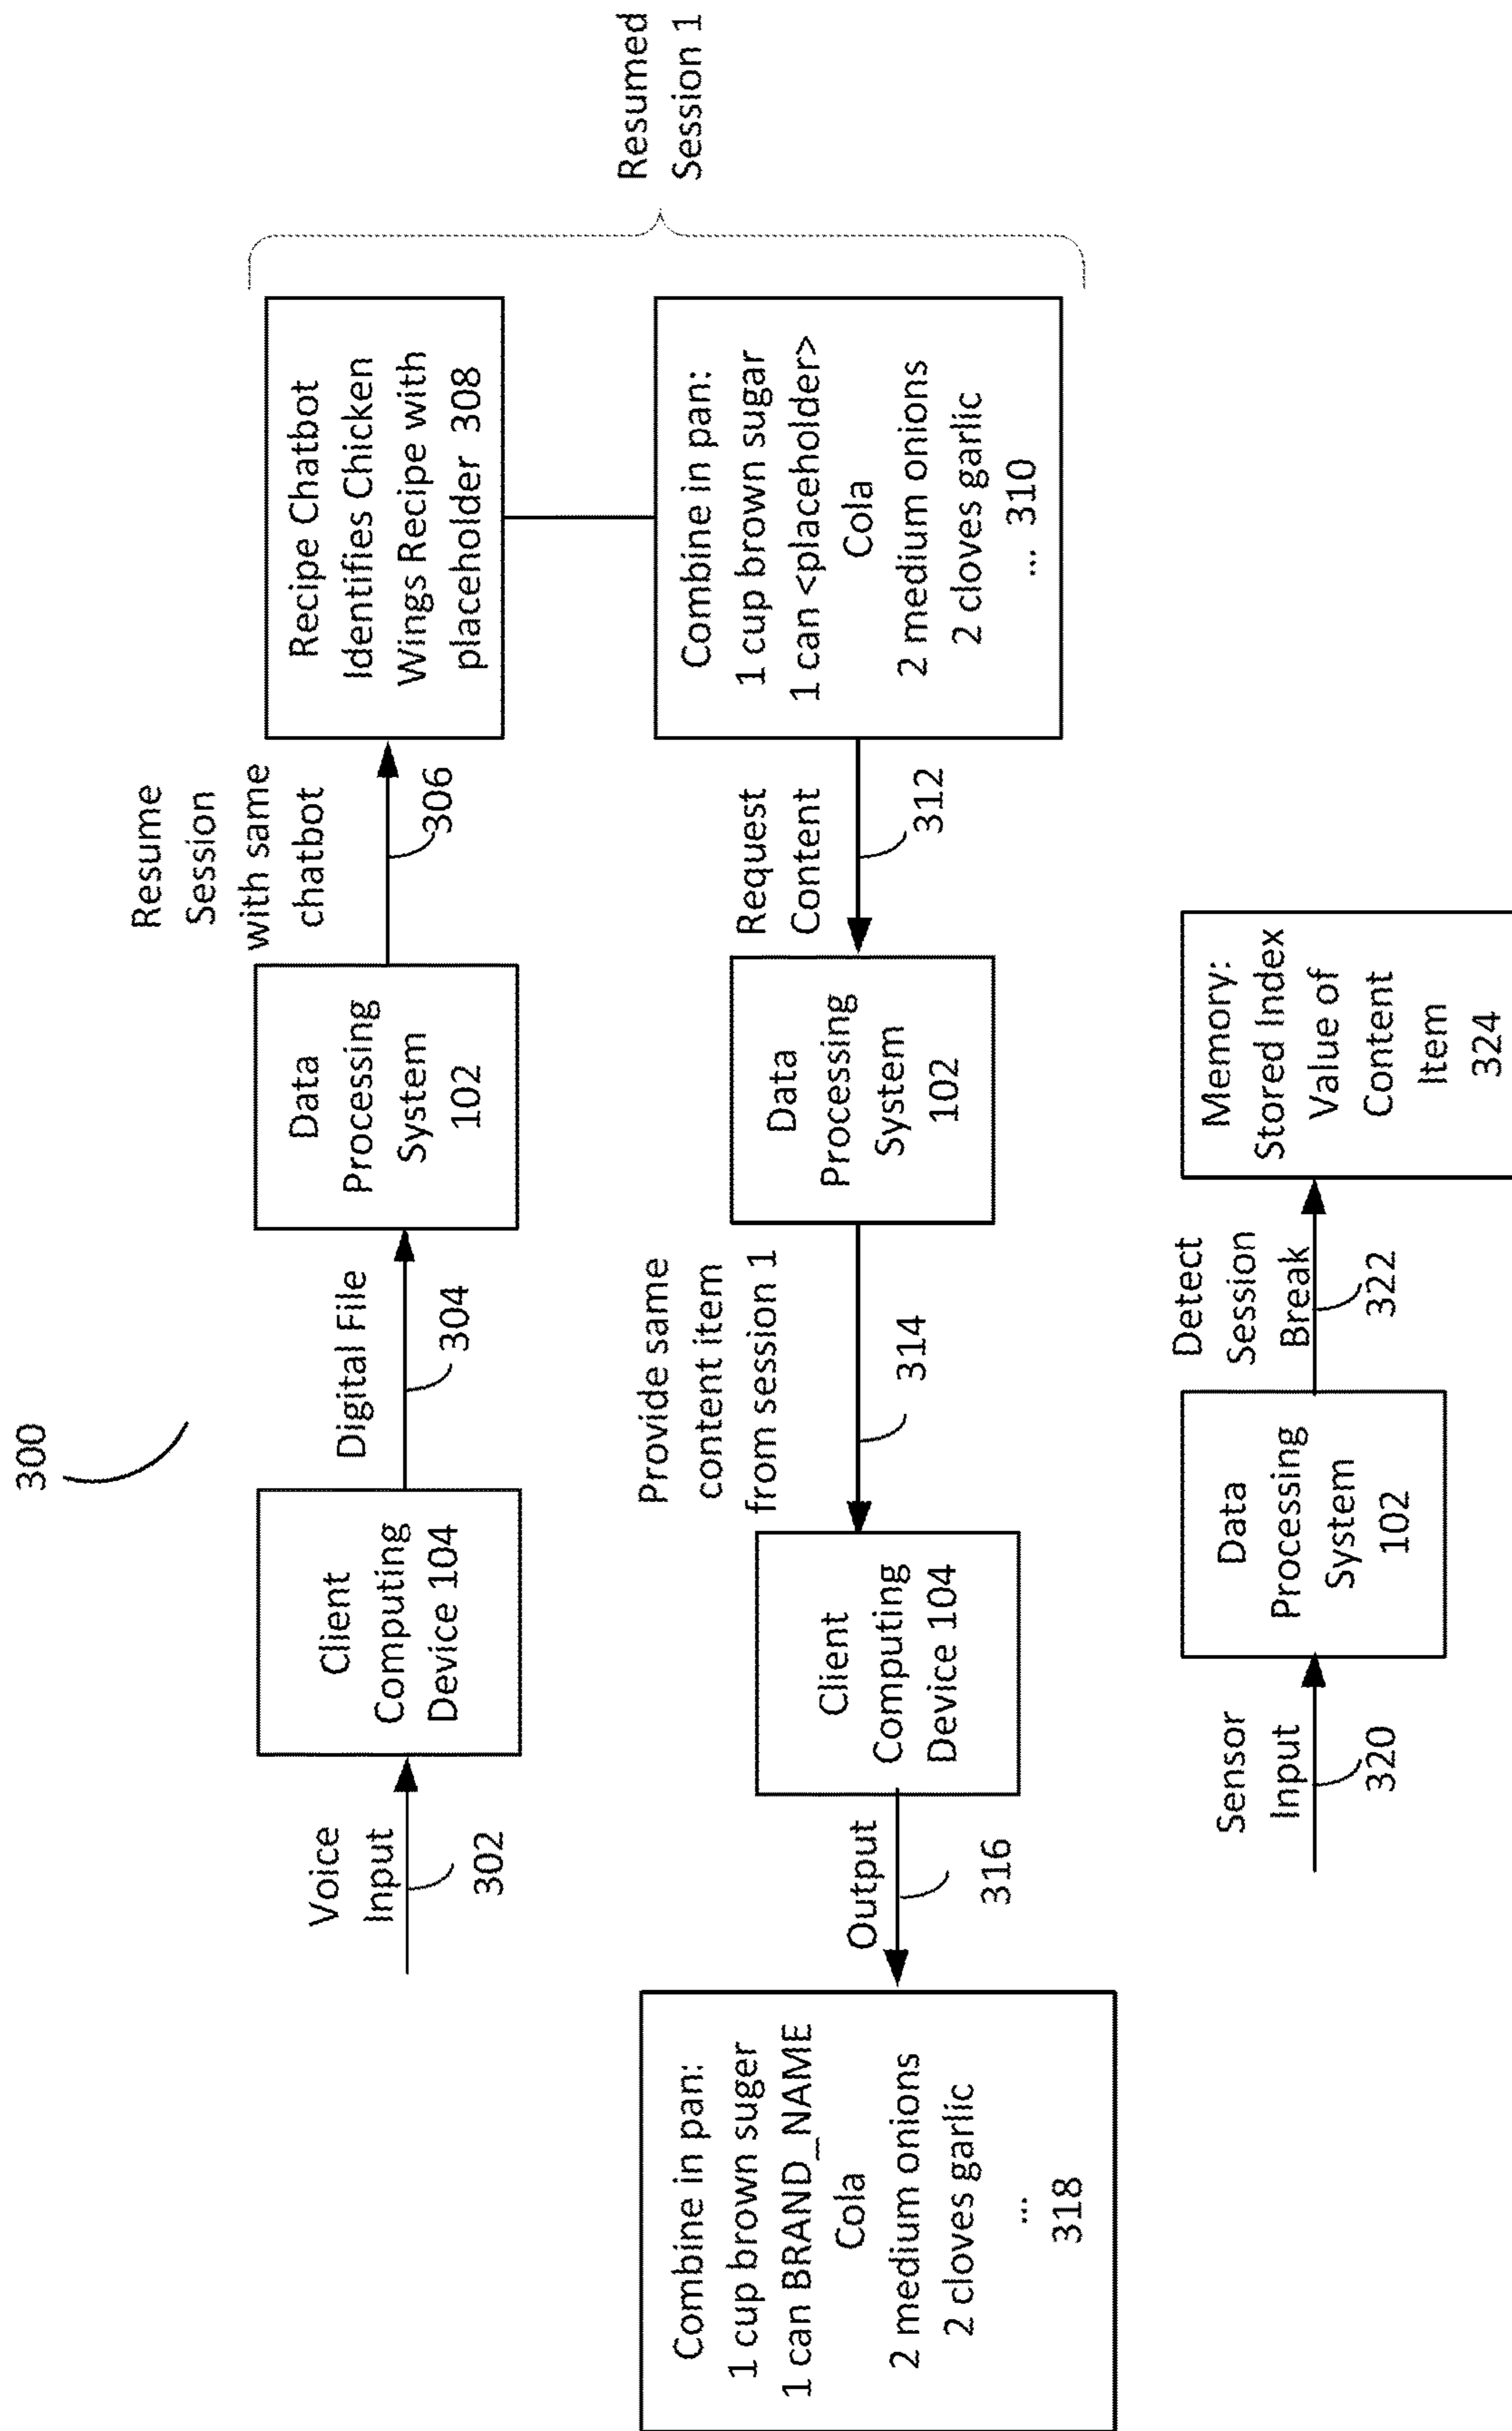 300
Voice
Input
302
Client
Computing
Device 104
Digital File
304
Data
Processing
System
102
Resume
Session
with same
chatbot
306
Recipe Chatbot
Identifies Chicken
Wings Recipe with
placeholder 308
Resumed
Session 1
Combine in pan:
1 cup brown sugar
1 can <placeholder>
Cola
2 medium onions
2 cloves garlic
... 310
Request
Content
312
Data
Processing
System
102
Provide same
content item
from session 1
314
Client
Computing
Device 104
Output
316
Combine in pan:
1 cup brown suger
1 can BRAND_NAME
Cola
2 medium onions
2 cloves garlic
...
318
Sensor
Input
320
Data
Processing
System
102
Detect
Session
Break
322
Memory:
Stored Index
Value of
Content
Item
324